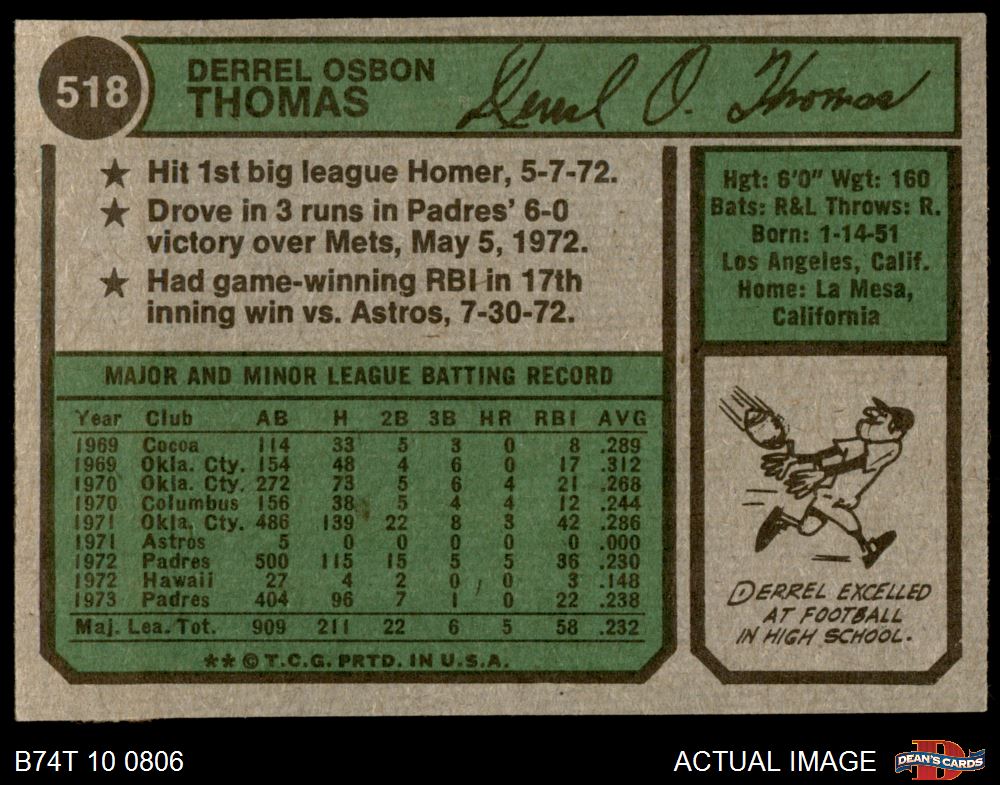 518
DERREL OSBON
THOMAS
Derrel O. Thomas
★ Hit 1st big league Homer, 5-7-72.
★ Drove in 3 runs in Padres' 6-0
victory over Mets, May 5, 1972.
★ Had game-winning RBI in 17th
inning win vs. Astros, 7-30-72.
Hgt: 6'0" Wgt: 160
Bats: R&L Throws: R.
Born: 1-14-51
Los Angeles, Calif.
Home: La Mesa,
California
MAJOR AND MINOR LEAGUE BATTING RECORD
Year Club AB H 2B 3B HR RBI AVG
1969 Cocoa 114 33 5 3 0 8 .289
1969 Okla. Cty. 154 48 4 6 0 17 .312
1970 Okla. Cty. 272 73 5 6 4 21 .268
1970 Columbus 156 38 5 4 4 12 .244
1971 Okla. Cty. 486 139 22 8 3 42 .286
1971 Astros 5 0 0 0 0 0 .000
1972 Padres 500 115 15 5 5 36 .230
1972 Hawaii 27 4 2 0 0 3 .148
1973 Padres 404 96 7 1 0 22 .238
Maj. Lea. Tot. 909 211 22 6 5 58 .232
** © T.C.G. PRTD. IN U.S.A.
DERREL EXCELLED
AT FOOTBALL
IN HIGH SCHOOL.
B74T 10 0806
ACTUAL IMAGE
D
DEAN'S CARDS